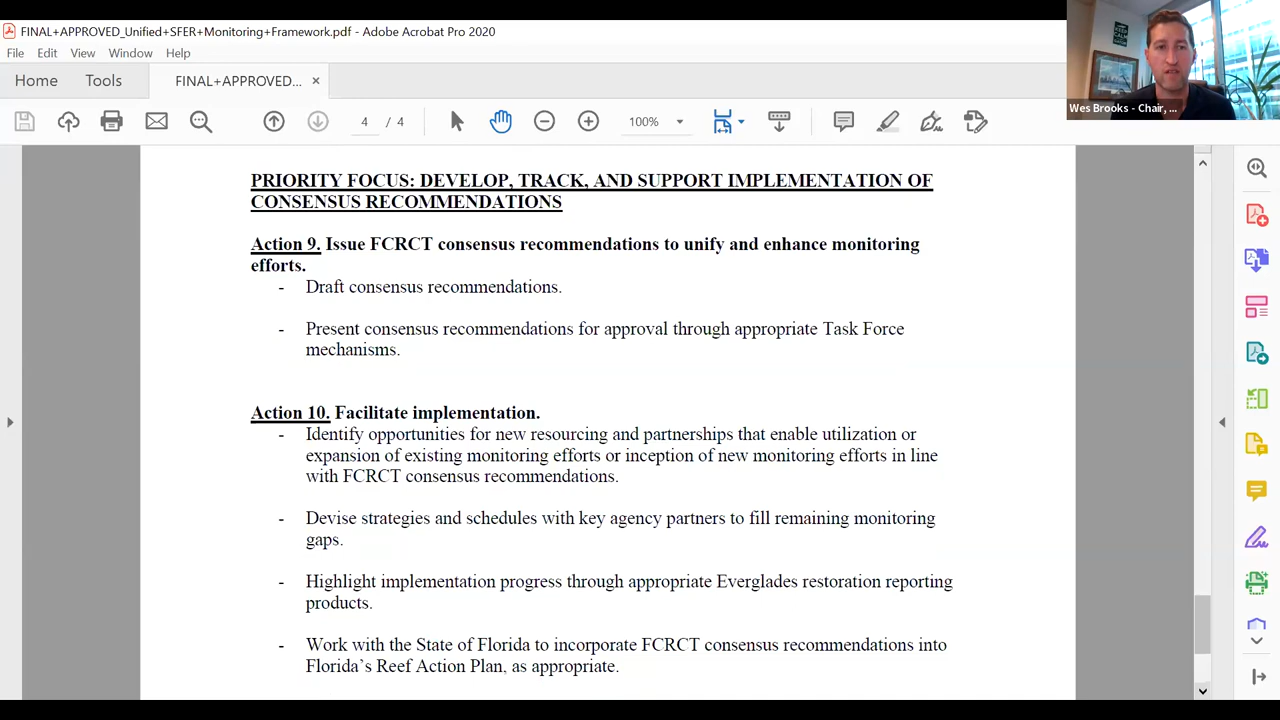 FINAL+APPROVED_Unified+SFER+Monitoring+Framework.pdf - Adobe Acrobat Pro 2020
File Edit View Window Help
Home Tools FINAL+APPROVED... ×
4 / 4 100%
KEEP CALM
Wes Brooks - Chair, ...
PRIORITY FOCUS: DEVELOP, TRACK, AND SUPPORT IMPLEMENTATION OF
CONSENSUS RECOMMENDATIONS
Action 9. Issue FCRCT consensus recommendations to unify and enhance monitoring
efforts.
- Draft consensus recommendations.
- Present consensus recommendations for approval through appropriate Task Force
mechanisms.
Action 10. Facilitate implementation.
- Identify opportunities for new resourcing and partnerships that enable utilization or
expansion of existing monitoring efforts or inception of new monitoring efforts in line
with FCRCT consensus recommendations.
- Devise strategies and schedules with key agency partners to fill remaining monitoring
gaps.
- Highlight implementation progress through appropriate Everglades restoration reporting
products.
- Work with the State of Florida to incorporate FCRCT consensus recommendations into
Florida's Reef Action Plan, as appropriate.